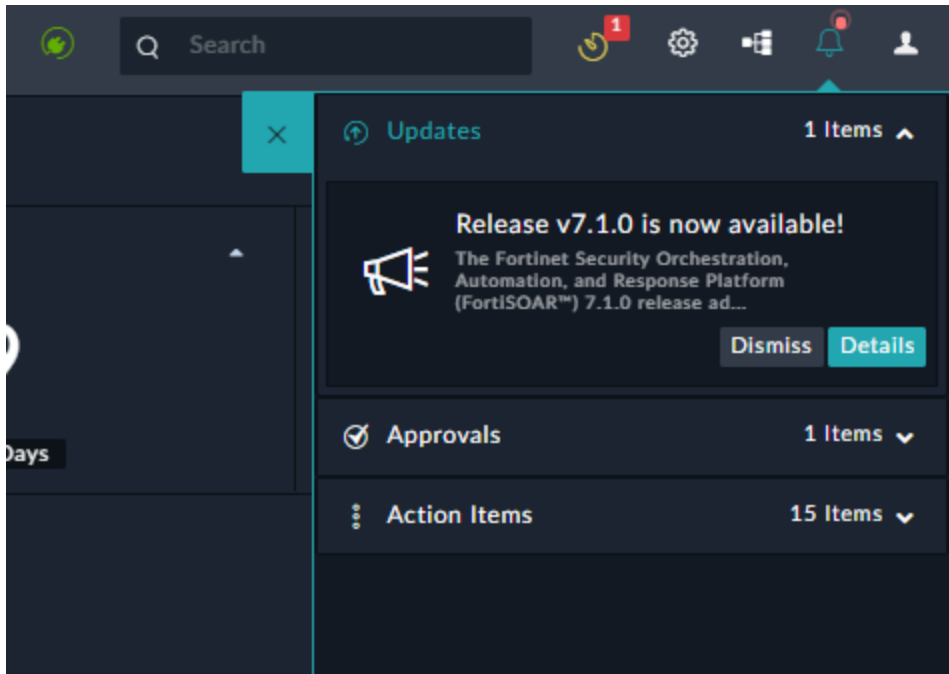 Search
1
Updates
1 Items
Release v7.1.0 is now available!
The Fortinet Security Orchestration,
Automation, and Response Platform
(FortiSOAR™) 7.1.0 release ad...
Dismiss
Details
Approvals
1 Items
Days
Action Items
15 Items